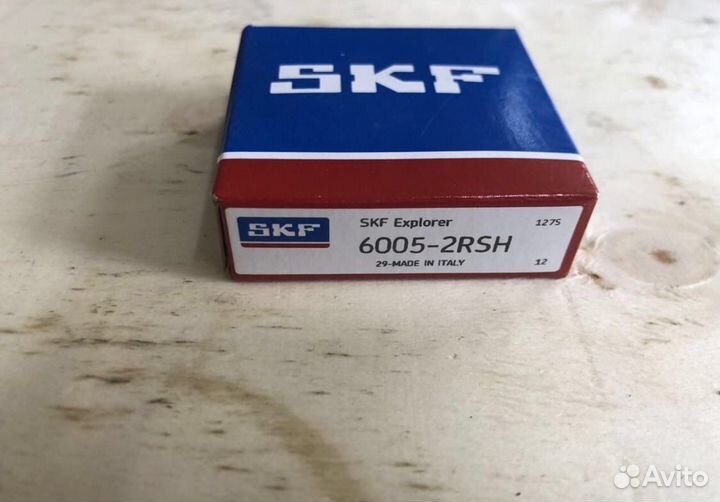 SKF
SKF
SKF Explorer
1275
6005-2RSH
29-MADE IN ITALY
12
Avito